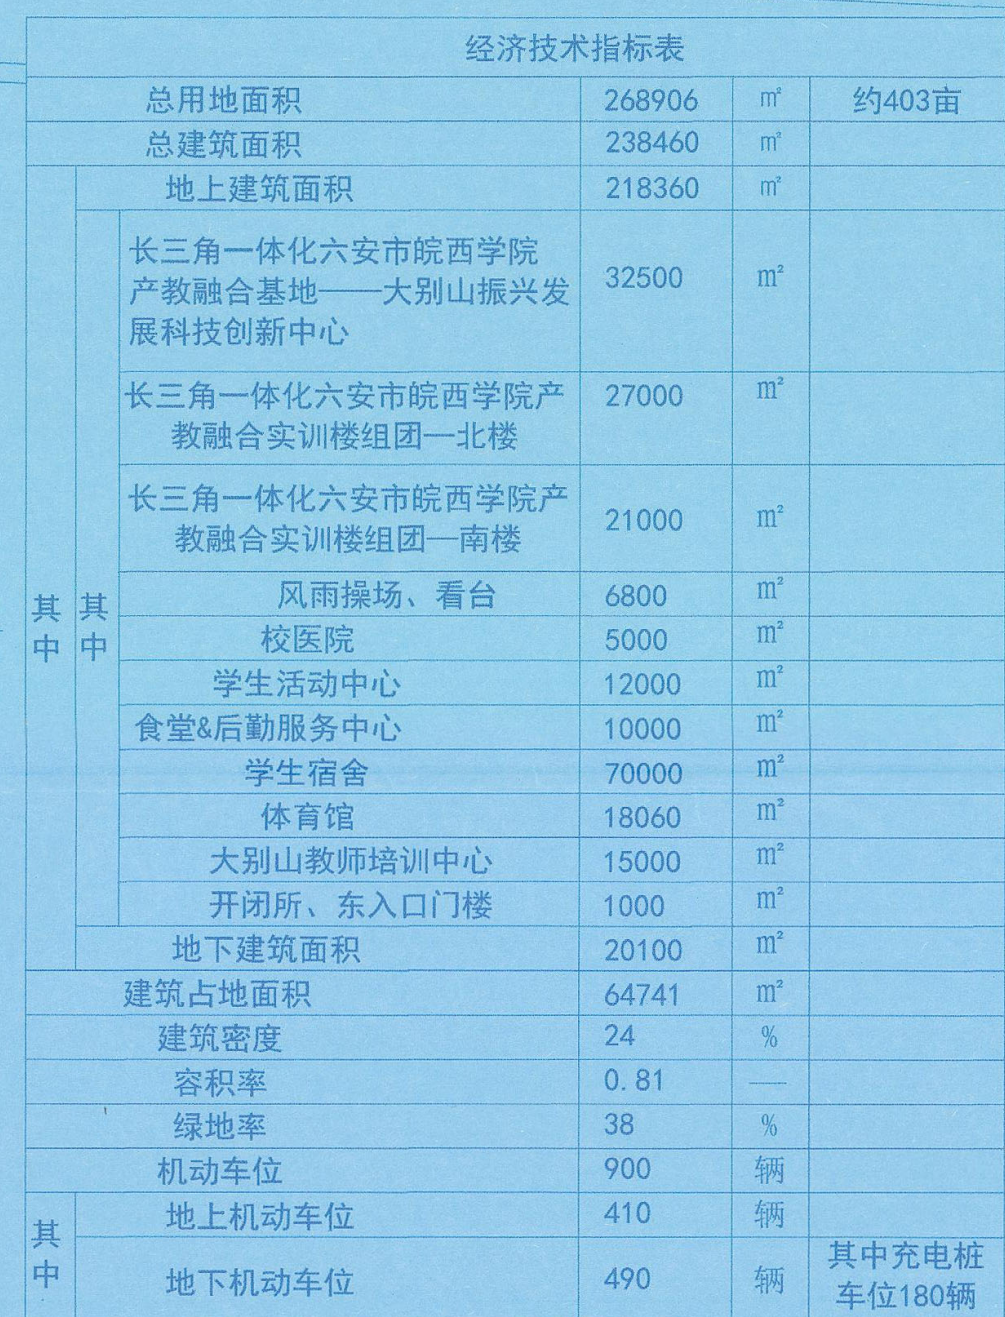 经济技术指标表
总用地面积 268906 ㎡ 约403亩
总建筑面积 238460 ㎡
地上建筑面积 218360 ㎡
长三角一体化六安市皖西学院
产教融合基地——大别山振兴发
展科技创新中心
32500 ㎡
长三角一体化六安市皖西学院产
教融合实训楼组团—北楼
27000 ㎡
长三角一体化六安市皖西学院产
教融合实训楼组团—南楼
21000 ㎡
其中
其中
风雨操场、看台 6800 ㎡
校医院 5000 ㎡
学生活动中心 12000 ㎡
食堂&后勤服务中心 10000 ㎡
学生宿舍 70000 ㎡
体育馆 18060 ㎡
大别山教师培训中心 15000 ㎡
开闭所、东入口门楼 1000 ㎡
地下建筑面积 20100 ㎡
建筑占地面积 64741 ㎡
建筑密度 24 %
容积率 0.81 —
绿地率 38 %
机动车位 900 辆
其中
地上机动车位 410 辆
地下机动车位 490 辆
其中充电桩
车位180辆